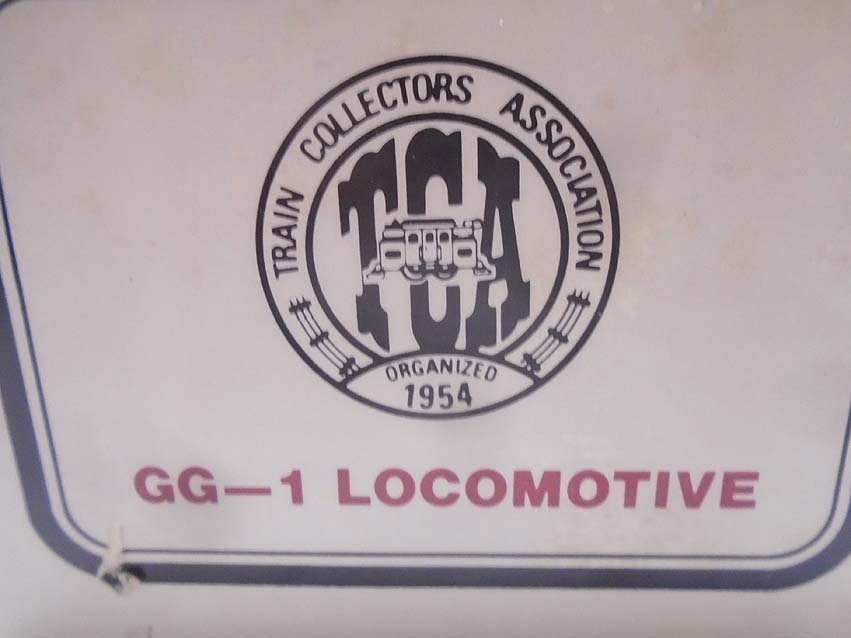 TRAIN COLLECTORS ASSOCIATION
TCA
ORGANIZED
1954
GG—1 LOCOMOTIVE